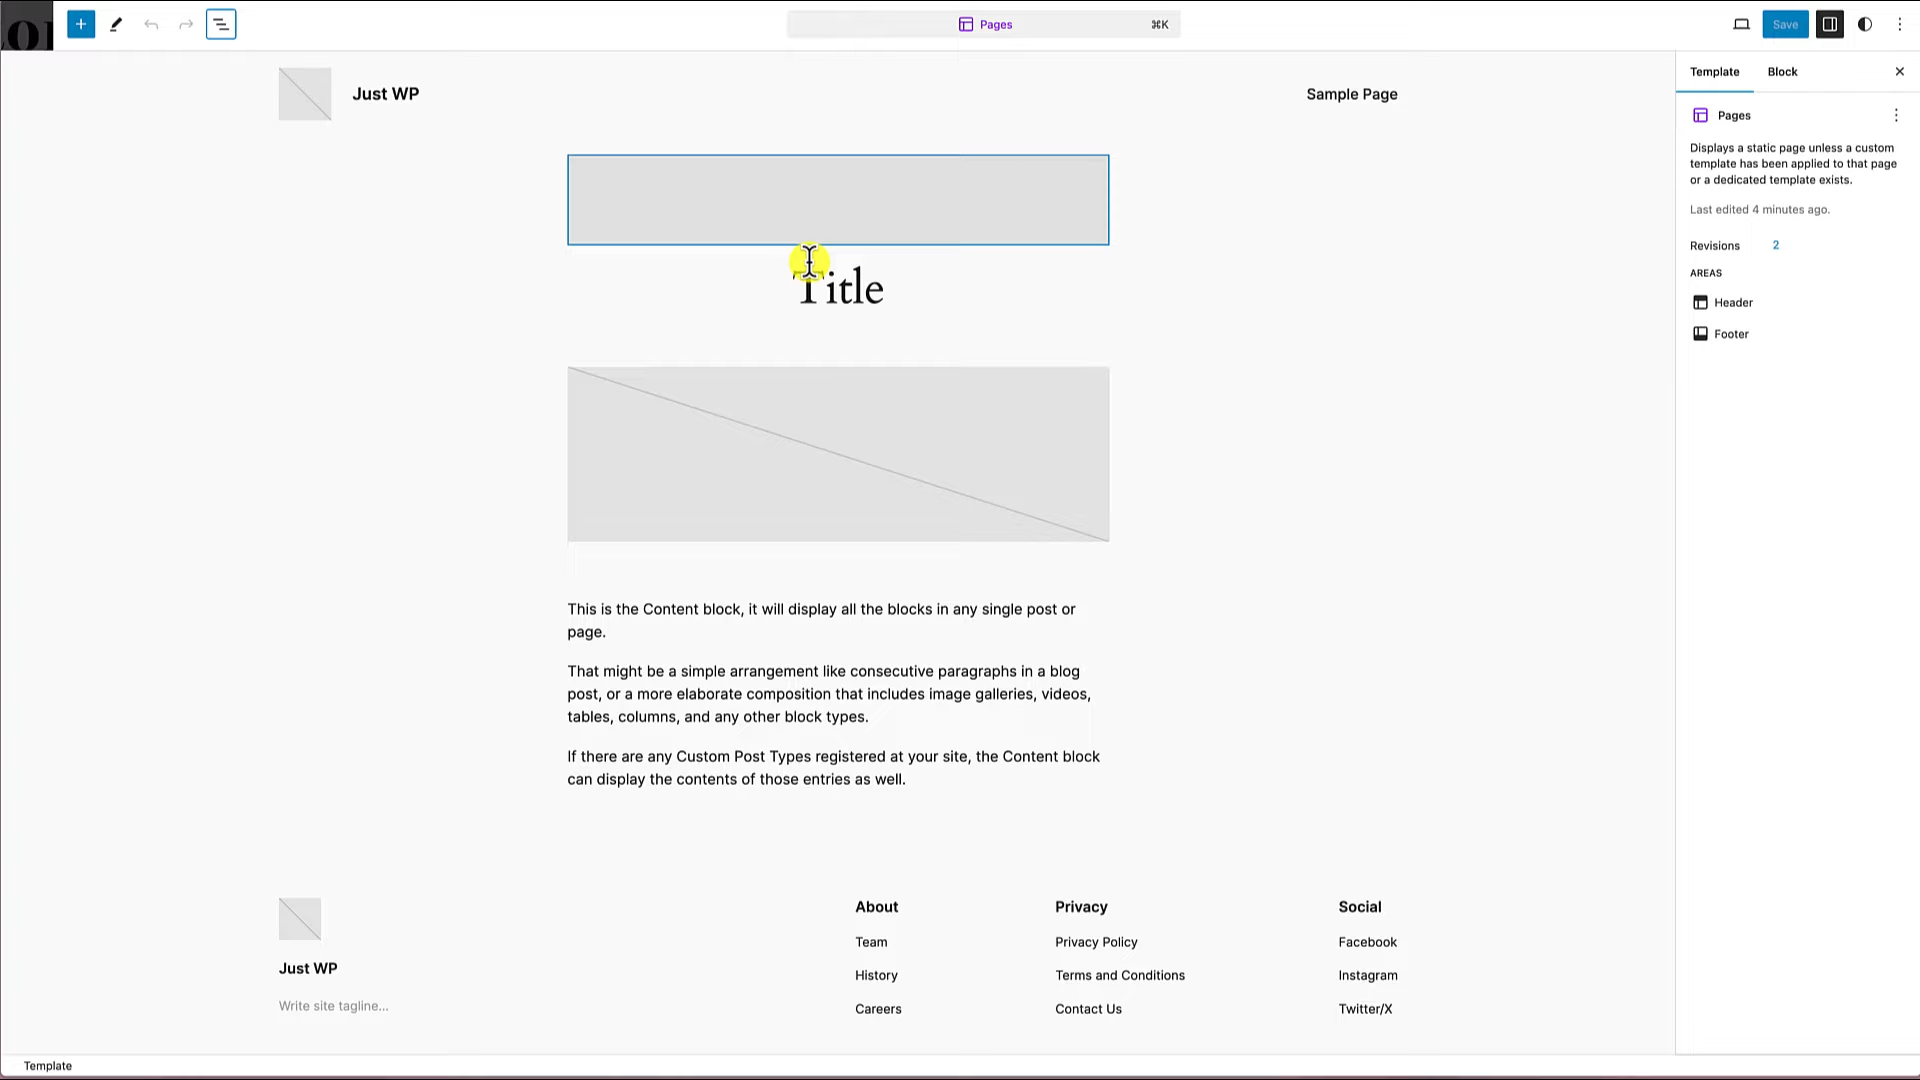 Pages
⌘K
Save
Just WP
Sample Page
Title
This is the Content block, it will display all the blocks in any single post or
page.
That might be a simple arrangement like consecutive paragraphs in a blog
post, or a more elaborate composition that includes image galleries, videos,
tables, columns, and any other block types.
If there are any Custom Post Types registered at your site, the Content block
can display the contents of those entries as well.
Just WP
Write site tagline...
About
Team
History
Careers
Privacy
Privacy Policy
Terms and Conditions
Contact Us
Social
Facebook
Instagram
Twitter/X
Template
Block
Pages
Displays a static page unless a custom
template has been applied to that page
or a dedicated template exists.
Last edited 4 minutes ago.
Revisions 2
AREAS
Header
Footer
Template